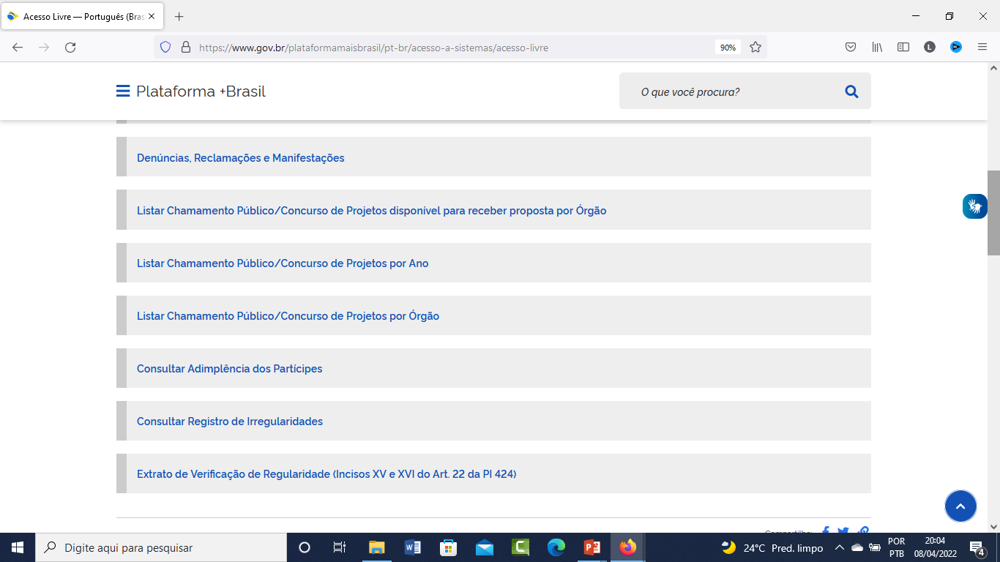 Acesso Livre — Português (Bras
https://www.gov.br/plataformamaisbrasil/pt-br/acesso-a-sistemas/acesso-livre
90%
L
Plataforma +Brasil
O que você procura?
Denúncias, Reclamações e Manifestações
Listar Chamamento Público/Concurso de Projetos disponível para receber proposta por Órgão
Listar Chamamento Público/Concurso de Projetos por Ano
Listar Chamamento Público/Concurso de Projetos por Órgão
Consultar Adimplência dos Partícipes
Consultar Registro de Irregularidades
Extrato de Verificação de Regularidade (Incisos XV e XVI do Art. 22 da PI 424)
Compartilhe:
Digite aqui para pesquisar
24°C Pred. limpo
POR
PTB
20:04
08/04/2022
4